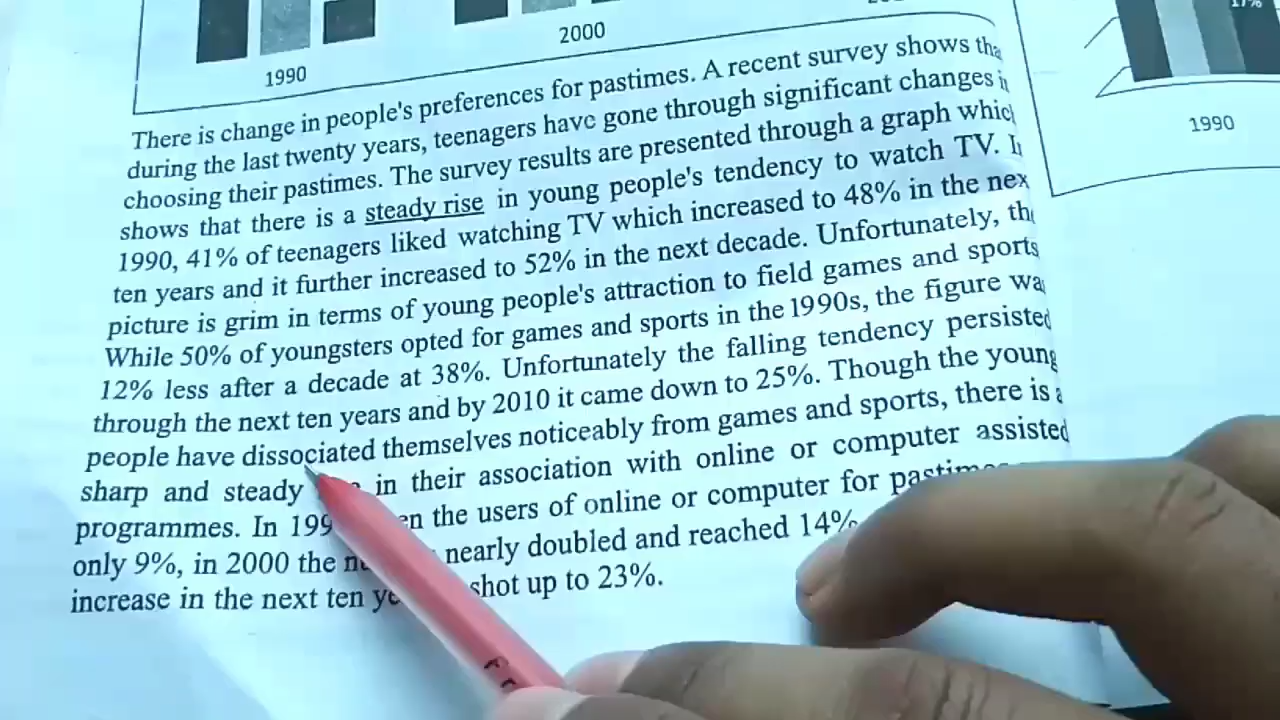 1990
2000
17%
1990
There is change in people's preferences for pastimes. A recent survey shows tha
during the last twenty years, teenagers have gone through significant changes i
choosing their pastimes. The survey results are presented through a graph whic
shows that there is a steady rise in young people's tendency to watch TV. I
1990, 41% of teenagers liked watching TV which increased to 48% in the nex
ten years and it further increased to 52% in the next decade. Unfortunately, th
picture is grim in terms of young people's attraction to field games and sports
While 50% of youngsters opted for games and sports in the 1990s, the figure wa
12% less after a decade at 38%. Unfortunately the falling tendency persisted
through the next ten years and by 2010 it came down to 25%. Though the young
people have dissociated themselves noticeably from games and sports, there is a
sharp and steady in their association with online or computer assisted
programmes. In 199 the users of online or computer for
only 9%, in 2000 the nearly doubled and reached 14%
increase in the next ten shot up to 23%.